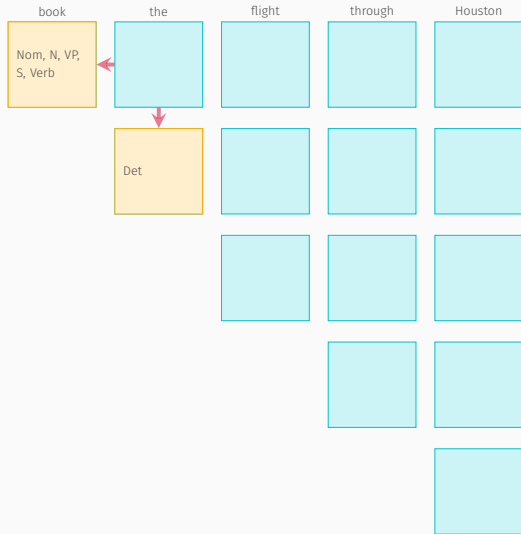 book the flight through Houston
Nom, N, VP,
S, Verb
Det